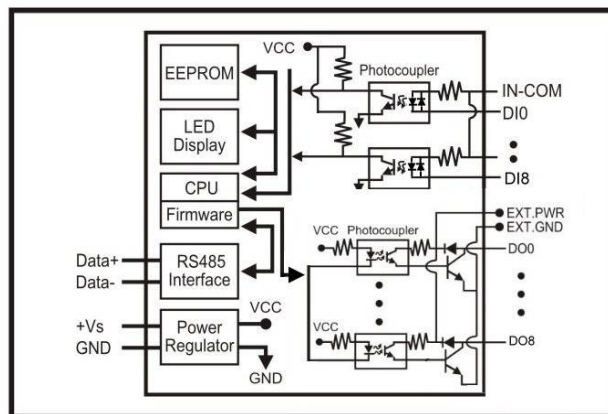 EEPROM
LED
Display
CPU
Firmware
RS485
Interface
Power
Regulator
Data+
Data-
+Vs
GND
VCC
GND
VCC
Photocoupler
IN-COM
DI0
DI8
EXT.PWR
EXT.GND
Photocoupler
VCC
DO0
VCC
DO8